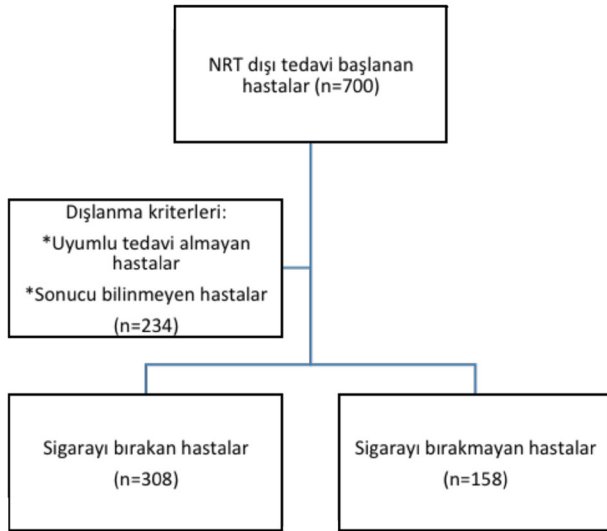 NRT dışı tedavi başlanan
hastalar (n=700)
Dışlanma kriterleri:
*Uyumlu tedavi almayan
hastalar
*Sonucu bilinmeyen hastalar
(n=234)
Sigarayı bırakan hastalar
(n=308)
Sigarayı bırakmayan hastalar
(n=158)